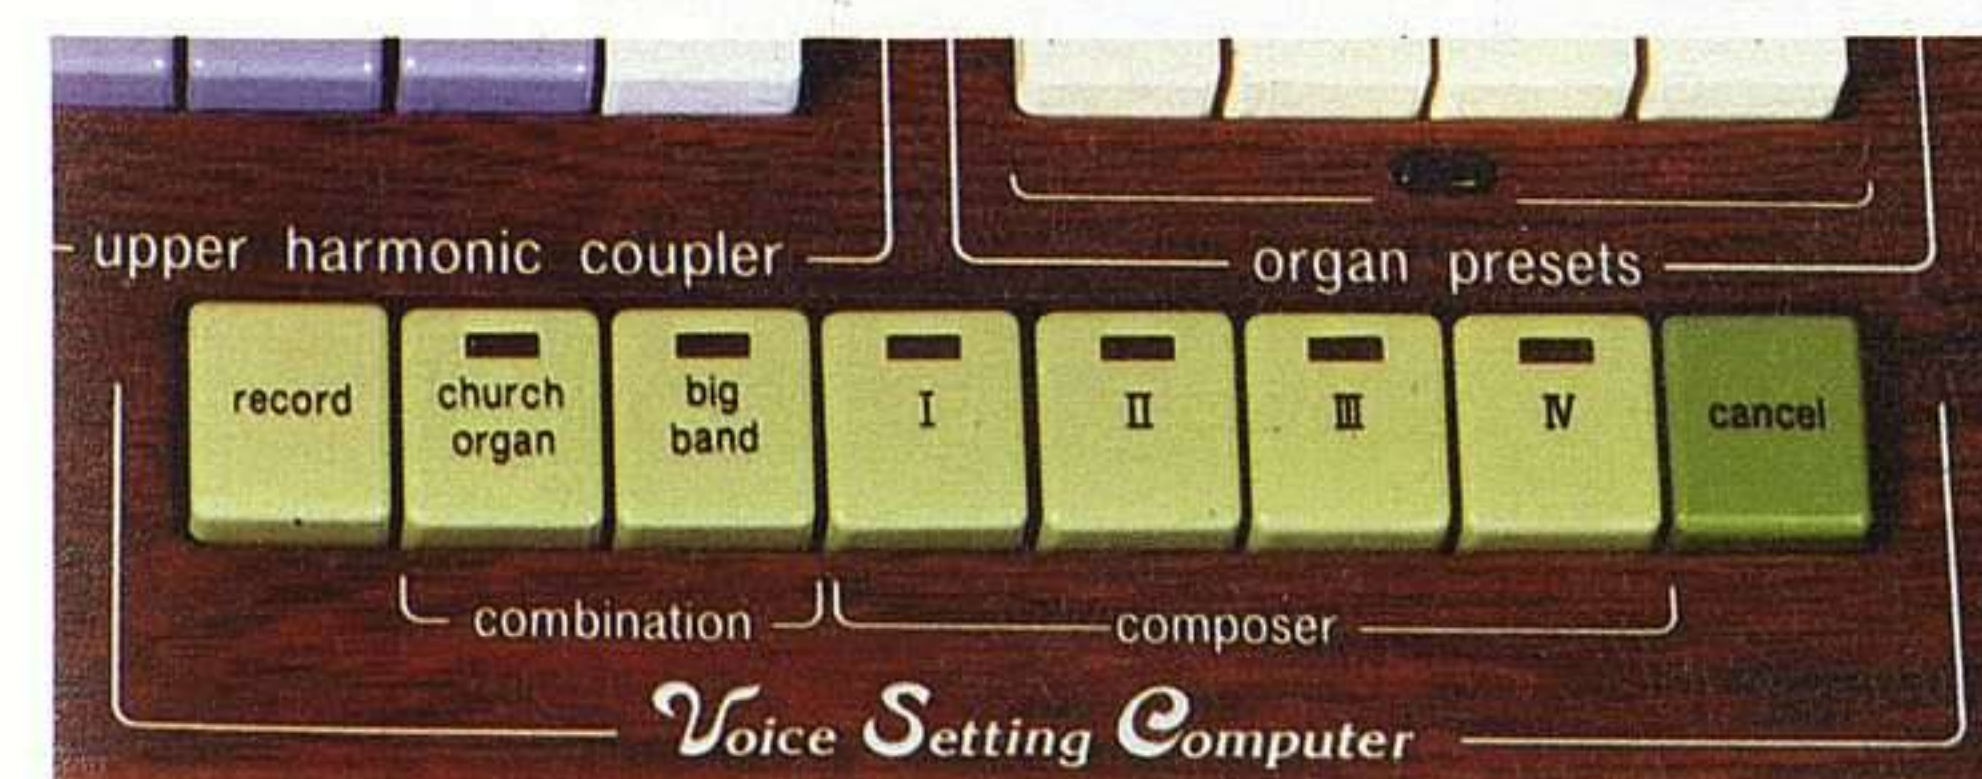 upper harmonic coupler
organ presets
record
church
organ
big
band
I
II
III
IV
cancel
combination
composer
Voice Setting Computer